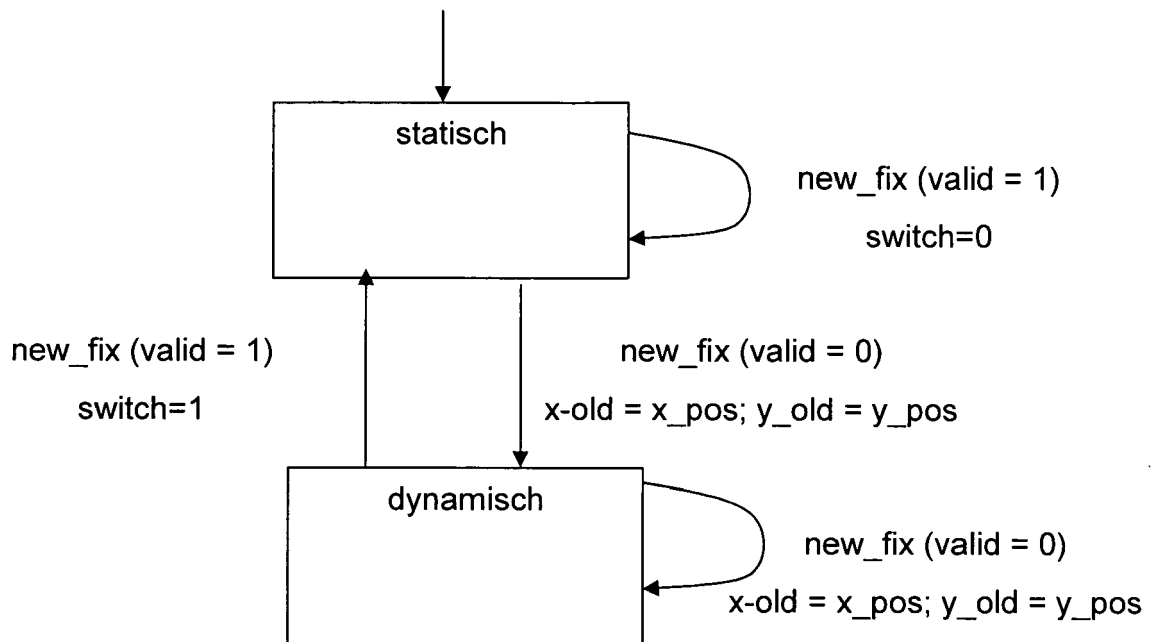 statisch
new_fix (valid = 1)
switch=0
new_fix (valid = 1)
switch=1
new_fix (valid = 0)
x-old = x_pos; y_old = y_pos
dynamisch
new_fix (valid = 0)
x-old = x_pos; y_old = y_pos